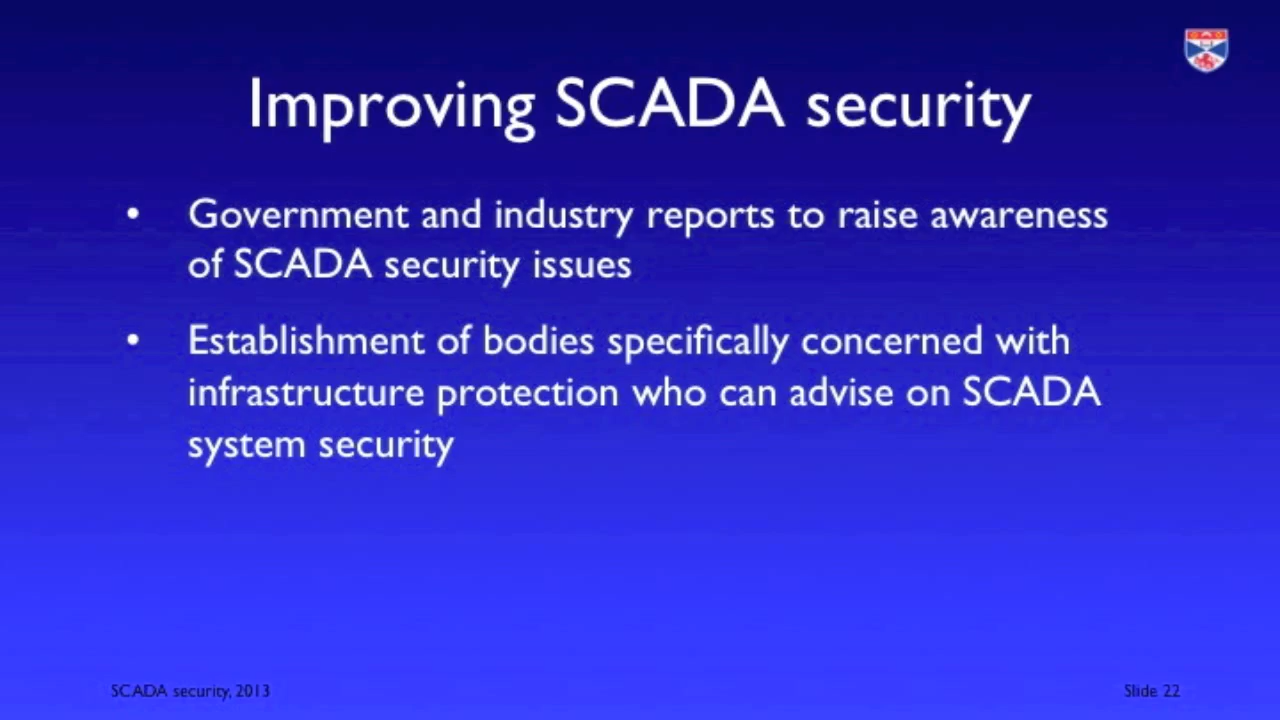 Improving SCADA security
• Government and industry reports to raise awareness
of SCADA security issues
• Establishment of bodies specifically concerned with
infrastructure protection who can advise on SCADA
system security
SCADA security, 2013
Slide 22